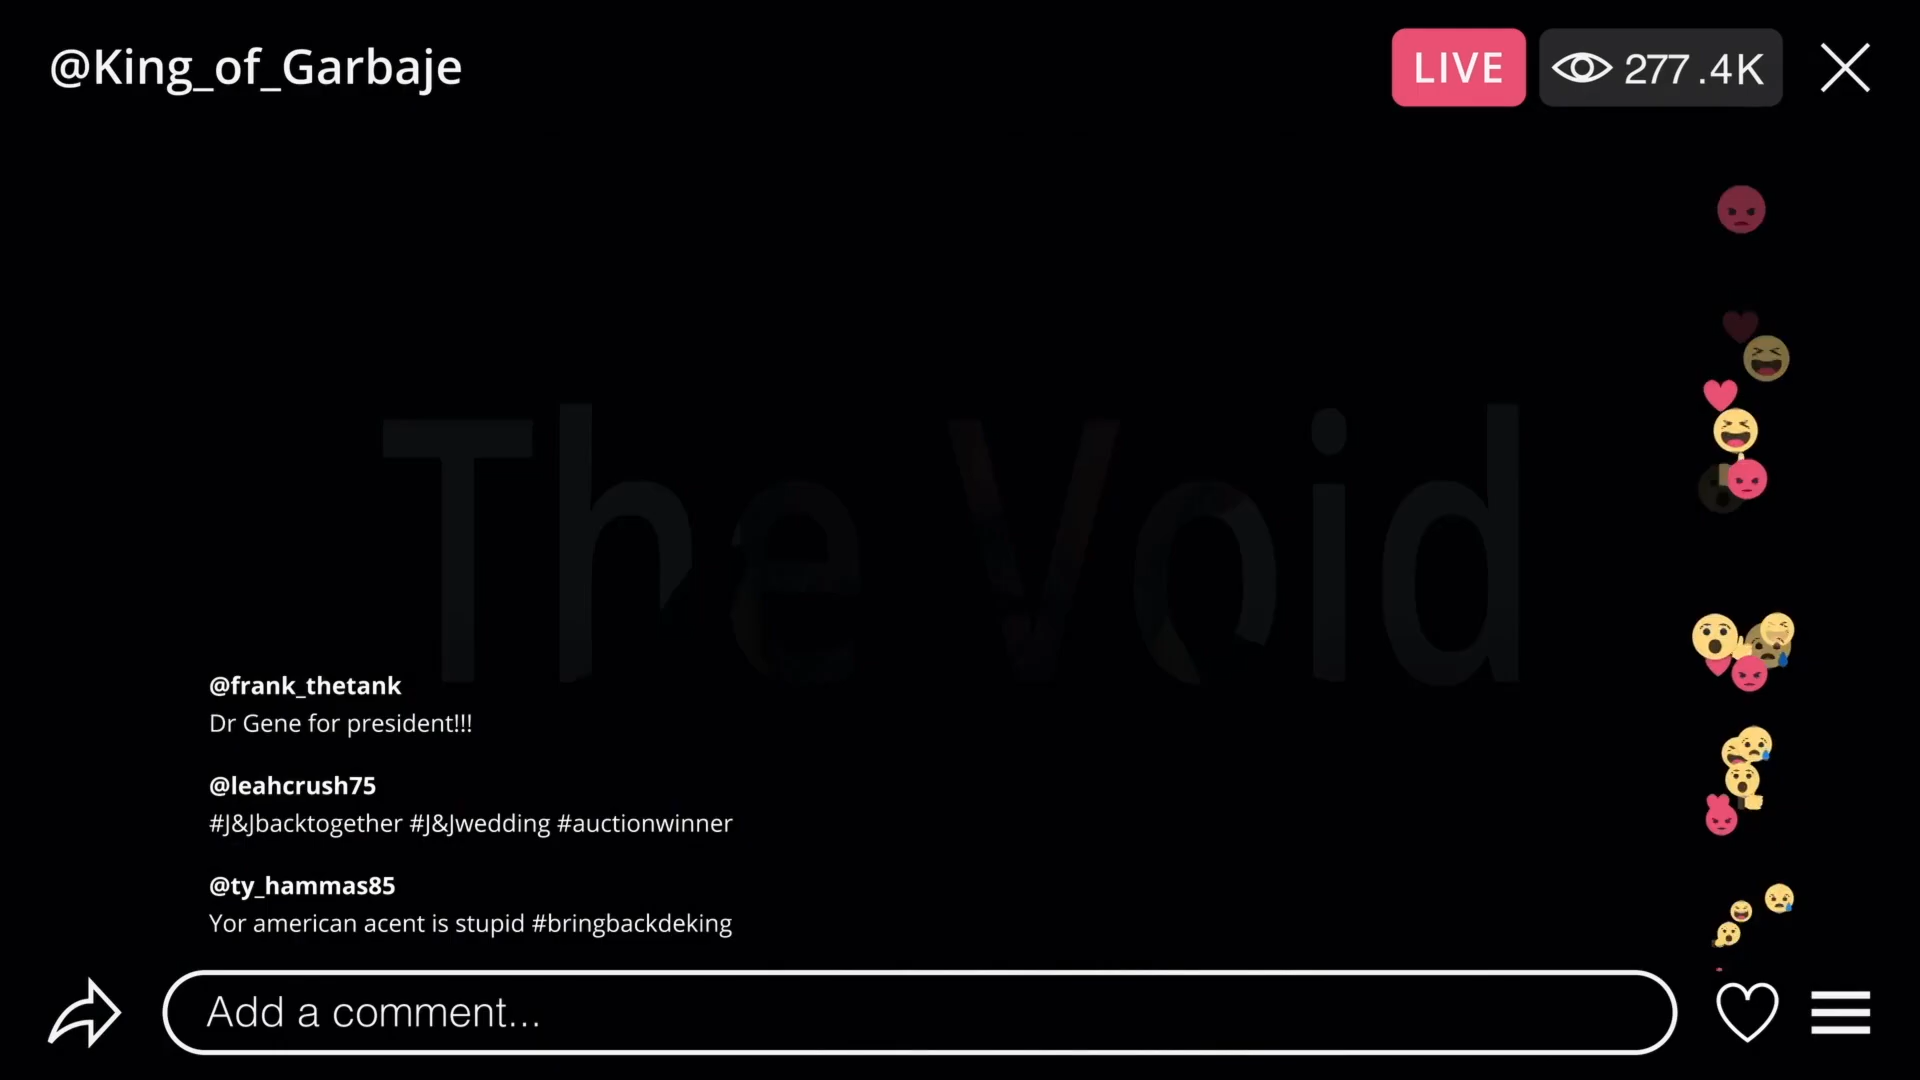 @King_of_Garbaje
LIVE
277.4K
The Void
@frank_thetank
Dr Gene for president!!!
@leahcrush75
#J&Jbacktogether #J&Jwedding #auctionwinner
@ty_hammas85
Yor american acent is stupid #bringbackdeking
Add a comment...